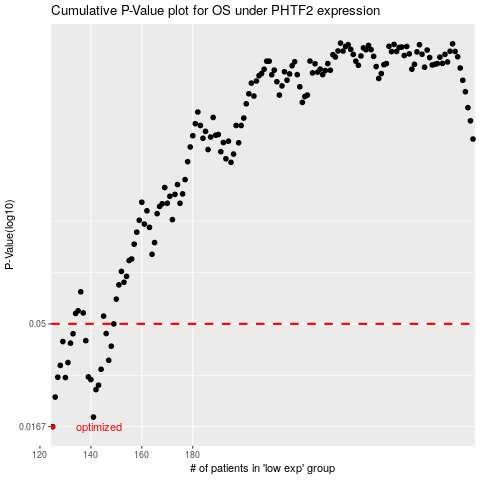 Cumulative P-Value plot for OS under PHTF2 expression
P-Value(log10)
0.05
0.0167
optimized
120
140
160
180
# of patients in 'low exp' group